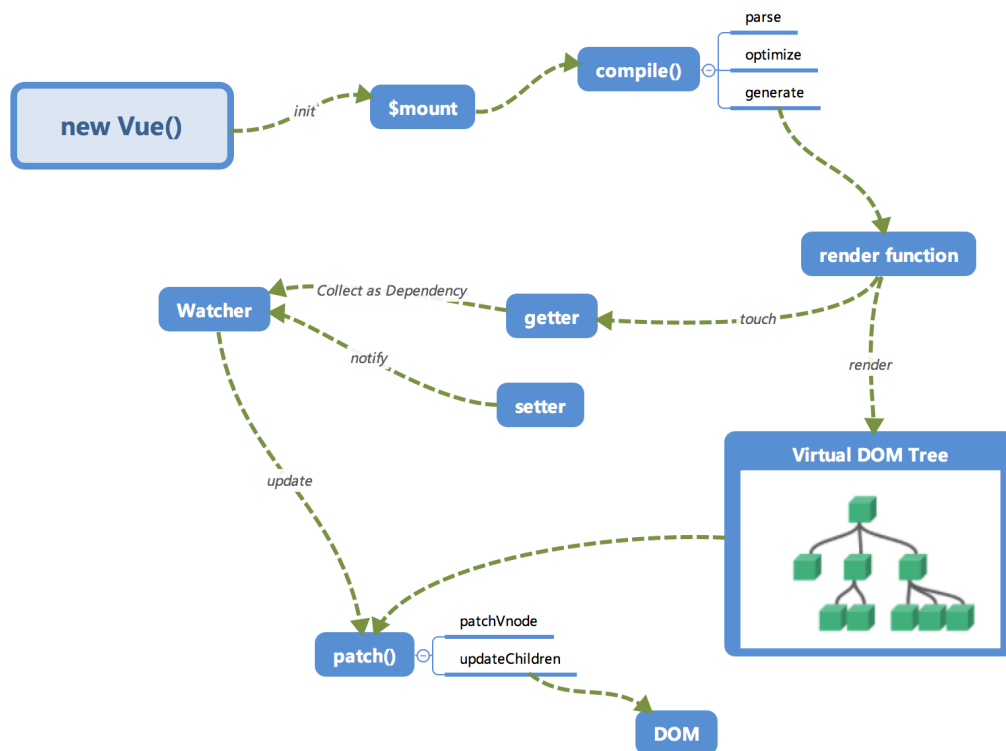 parse
compile()
optimize
generate
$mount
init
new Vue()
render function
Collect as Dependency
Watcher
getter
touch
notify
render
setter
Virtual DOM Tree
update
patchVnode
patch()
updateChildren
DOM